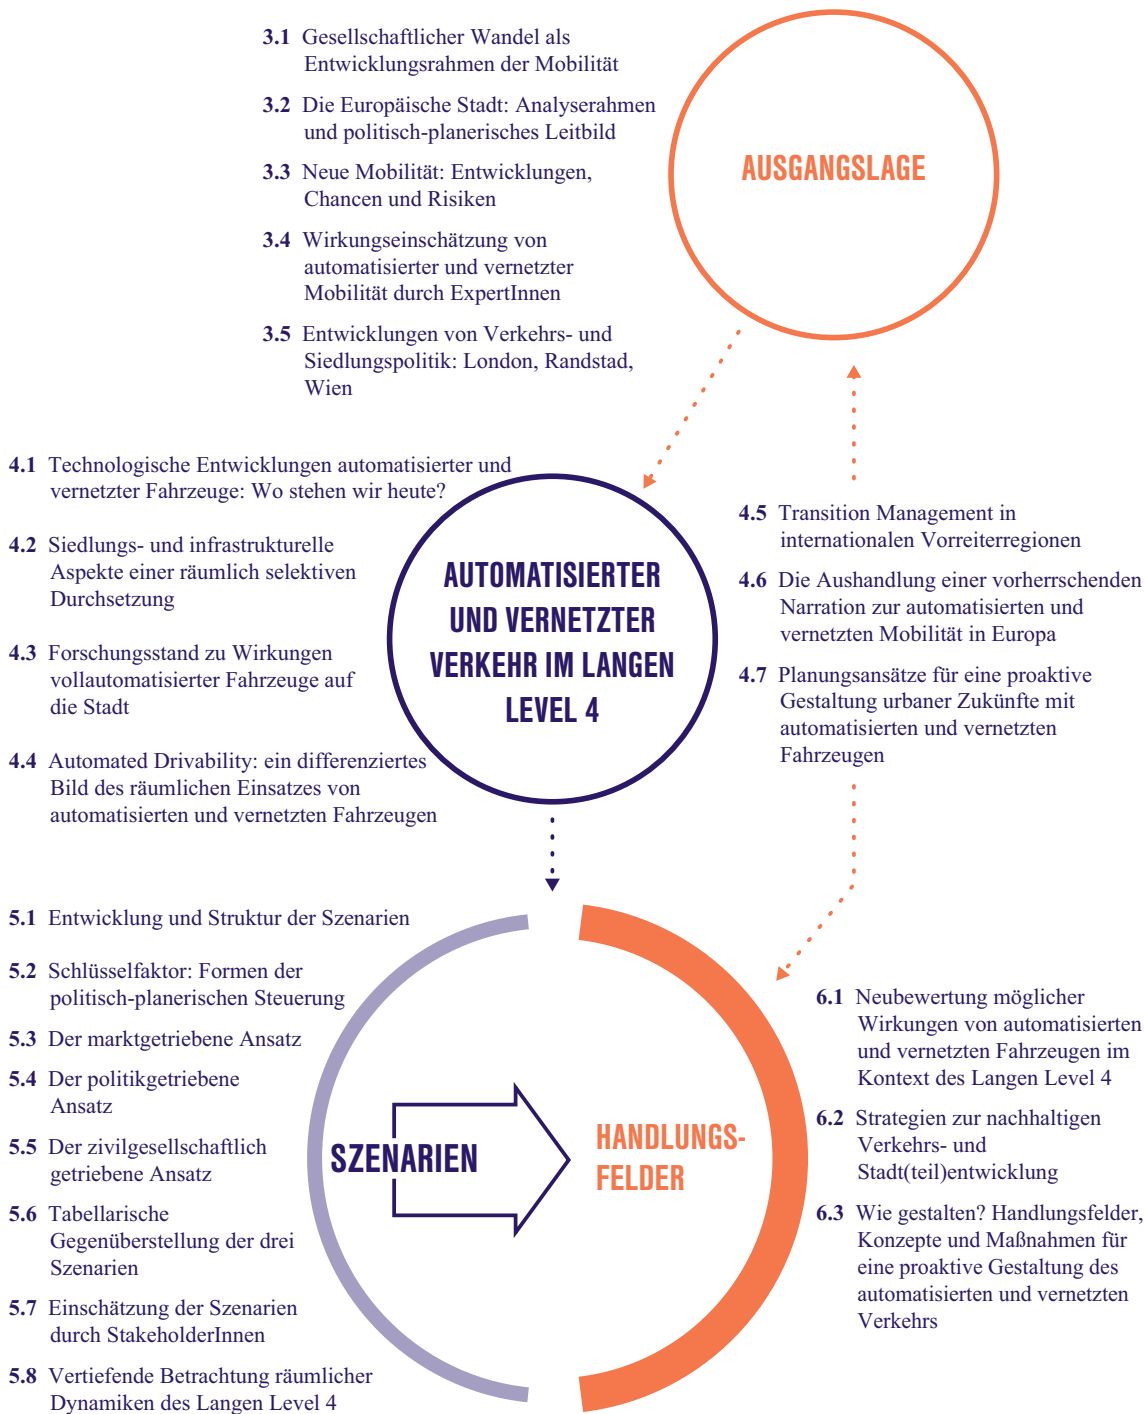 3.1 Gesellschaftlicher Wandel als
Entwicklungsrahmen der Mobilität
3.2 Die Europäische Stadt: Analyserahmen
und politisch-planerisches Leitbild
3.3 Neue Mobilität: Entwicklungen,
Chancen und Risiken
3.4 Wirkungseinschätzung von
automatisierter und vernetzter
Mobilität durch ExpertInnen
3.5 Entwicklungen von Verkehrs- und
Siedlungspolitik: London, Randstad,
Wien
AUSGANGSLAGE
4.1 Technologische Entwicklungen automatisierter und
vernetzter Fahrzeuge: Wo stehen wir heute?
4.2 Siedlungs- und infrastrukturelle
Aspekte einer räumlich selektiven
Durchsetzung
4.3 Forschungsstand zu Wirkungen
vollautomatisierter Fahrzeuge auf
die Stadt
4.4 Automated Drivability: ein differenziertes
Bild des räumlichen Einsatzes von
automatisierten und vernetzten Fahrzeugen
AUTOMATISIERTER
UND VERNETZTER
VERKEHR IM LANGEN
LEVEL 4
4.5 Transition Management in
internationalen Vorreiterregionen
4.6 Die Aushandlung einer vorherrschenden
Narration zur automatisierten und
vernetzten Mobilität in Europa
4.7 Planungsansätze für eine proaktive
Gestaltung urbaner Zukünfte mit
automatisierten und vernetzten
Fahrzeugen
5.1 Entwicklung und Struktur der Szenarien
5.2 Schlüsselfaktor: Formen der
politisch-planerischen Steuerung
5.3 Der marktgetriebene Ansatz
5.4 Der politikgetriebene
Ansatz
5.5 Der zivilgesellschaftlich
getriebene Ansatz
5.6 Tabellarische
Gegenüberstellung der drei
Szenarien
5.7 Einschätzung der Szenarien
durch StakeholderInnen
5.8 Vertiefende Betrachtung räumlicher
Dynamiken des Langen Level 4
SZENARIEN
HANDLUNGS-
FELDER
6.1 Neubewertung möglicher
Wirkungen von automatisierten
und vernetzten Fahrzeugen im
Kontext des Langen Level 4
6.2 Strategien zur nachhaltigen
Verkehrs- und
Stadt(teil)entwicklung
6.3 Wie gestalten? Handlungsfelder,
Konzepte und Maßnahmen für
eine proaktive Gestaltung des
automatisierten und vernetzten
Verkehrs